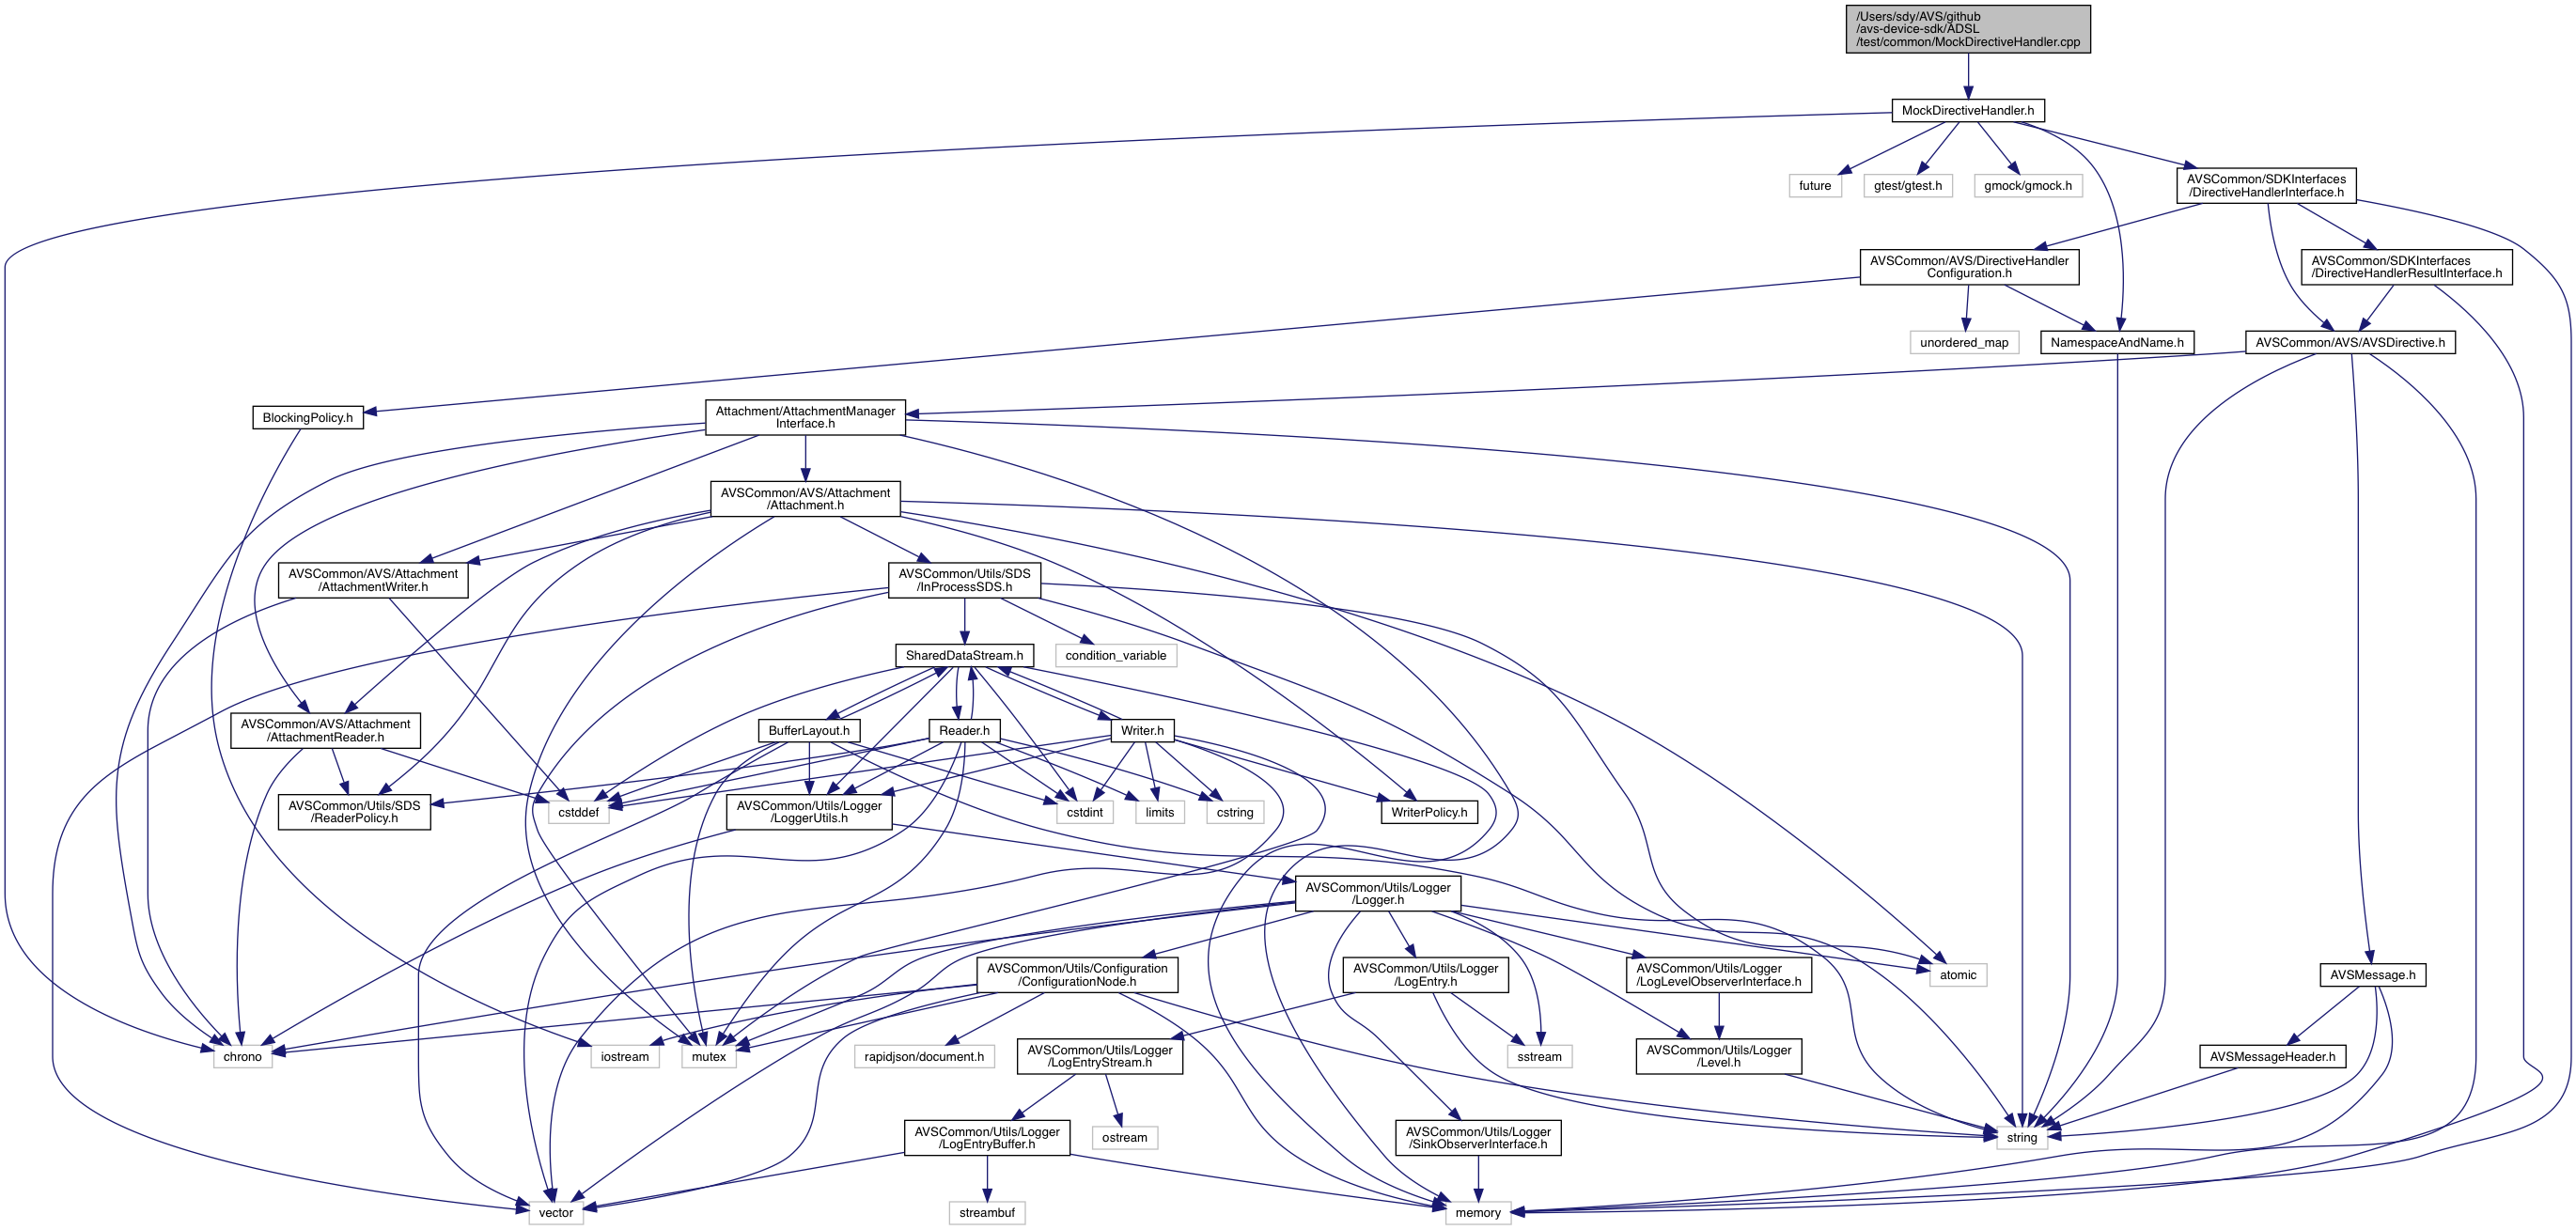 /Users/sdy/AVS/github
/avs-device-sdk/ADSL
/test/common/MockDirectiveHandler.cpp
MockDirectiveHandler.h
future
gtest/gtest.h
gmock/gmock.h
AVSCommon/SDKInterfaces
/DirectiveHandlerInterface.h
AVSCommon/AVS/DirectiveHandler
Configuration.h
AVSCommon/SDKInterfaces
/DirectiveHandlerResultInterface.h
unordered_map
NamespaceAndName.h
AVSCommon/AVS/AVSDirective.h
BlockingPolicy.h
Attachment/AttachmentManager
Interface.h
AVSCommon/AVS/Attachment
/Attachment.h
AVSCommon/AVS/Attachment
/AttachmentWriter.h
AVSCommon/Utils/SDS
/InProcessSDS.h
SharedDataStream.h
condition_variable
AVSCommon/AVS/Attachment
/AttachmentReader.h
BufferLayout.h
Reader.h
Writer.h
AVSCommon/Utils/SDS
/ReaderPolicy.h
cstddef
AVSCommon/Utils/Logger
/LoggerUtils.h
cstdint
limits
cstring
WriterPolicy.h
AVSCommon/Utils/Logger
/Logger.h
AVSCommon/Utils/Configuration
/ConfigurationNode.h
AVSCommon/Utils/Logger
/LogEntry.h
AVSCommon/Utils/Logger
/LogLevelObserverInterface.h
atomic
AVSMessage.h
chrono
iostream
mutex
rapidjson/document.h
AVSCommon/Utils/Logger
/LogEntryStream.h
sstream
AVSCommon/Utils/Logger
/Level.h
AVSMessageHeader.h
AVSCommon/Utils/Logger
/LogEntryBuffer.h
ostream
AVSCommon/Utils/Logger
/SinkObserverInterface.h
string
vector
streambuf
memory